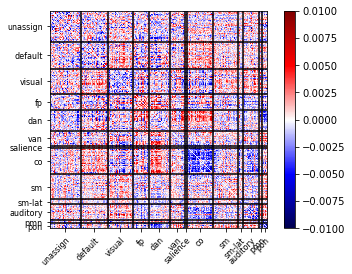 unassign
default
visual
fp
dan
van
salience
co
sm
sm-lat
auditory
pon
unassign
default
visual
fp
dan
van
salience
co
sm
sm-lat
auditory
0.0100
0.0075
0.0050
0.0025
0.0000
−0.0025
−0.0050
−0.0075
−0.0100